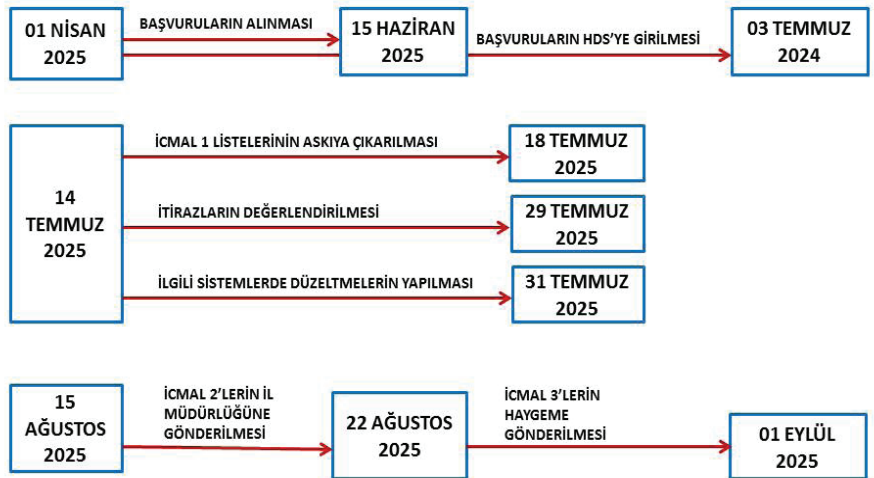 01 NİSAN
2025
BAŞVURULARIN ALINMASI
15 HAZİRAN
2025
BAŞVURULARIN HDS'YE GİRİLMESİ
03 TEMMUZ
2024
14
TEMMUZ
2025
İCMAL 1 LİSTELERİNİN ASKIYA ÇIKARILMASI
18 TEMMUZ
2025
İTİRAZLARIN DEĞERLENDİRİLMESİ
29 TEMMUZ
2025
İLGİLİ SİSTEMLERDE DÜZELTMELERİN YAPILMASI
31 TEMMUZ
2025
15
AĞUSTOS
2025
İCMAL 2'LERİN İL
MÜDÜRLÜĞÜNE
GÖNDERİLMESİ
22 AĞUSTOS
2025
İCMAL 3'LERİN
HAYGEME
GÖNDERİLMESİ
01 EYLÜL
2025